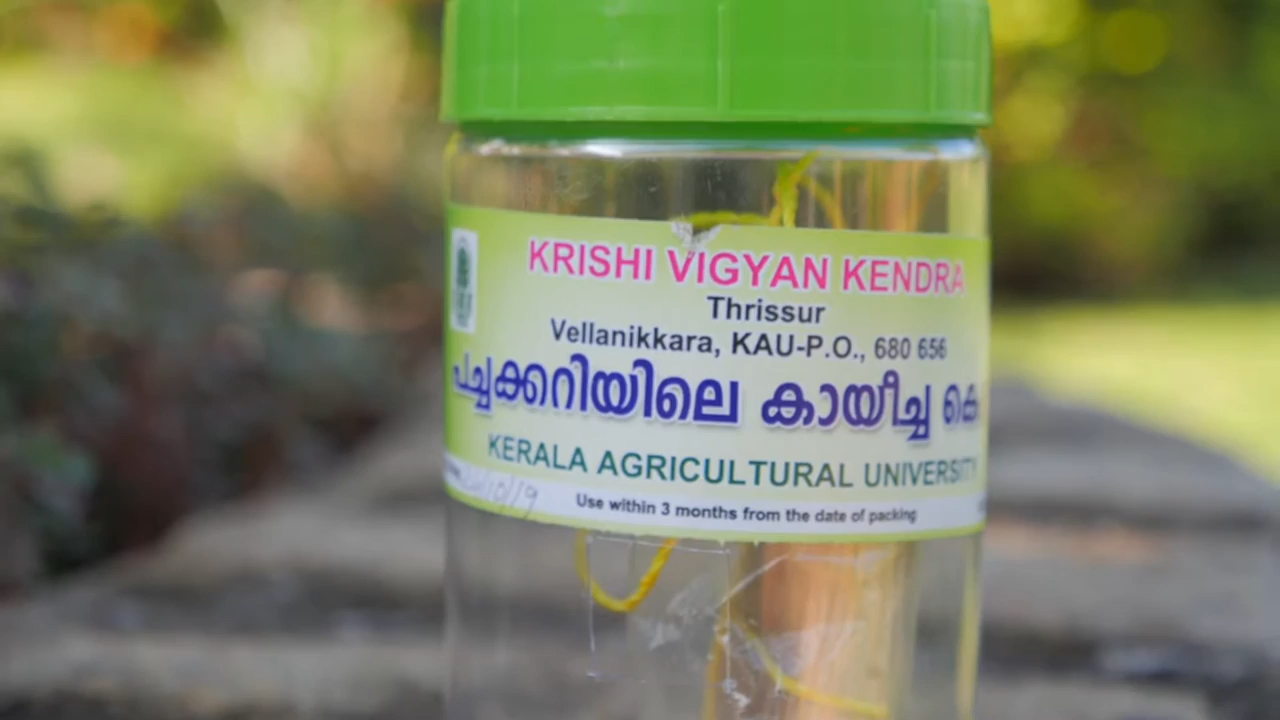 KRISHI VIGYAN KENDRA
Thrissur
Vellanikkara, KAU-P.O., 680 656
പച്ചക്കറിയിലെ കായീച്ച കെ
KERALA AGRICULTURAL UNIVERSITY
Use within 3 months from the date of packing